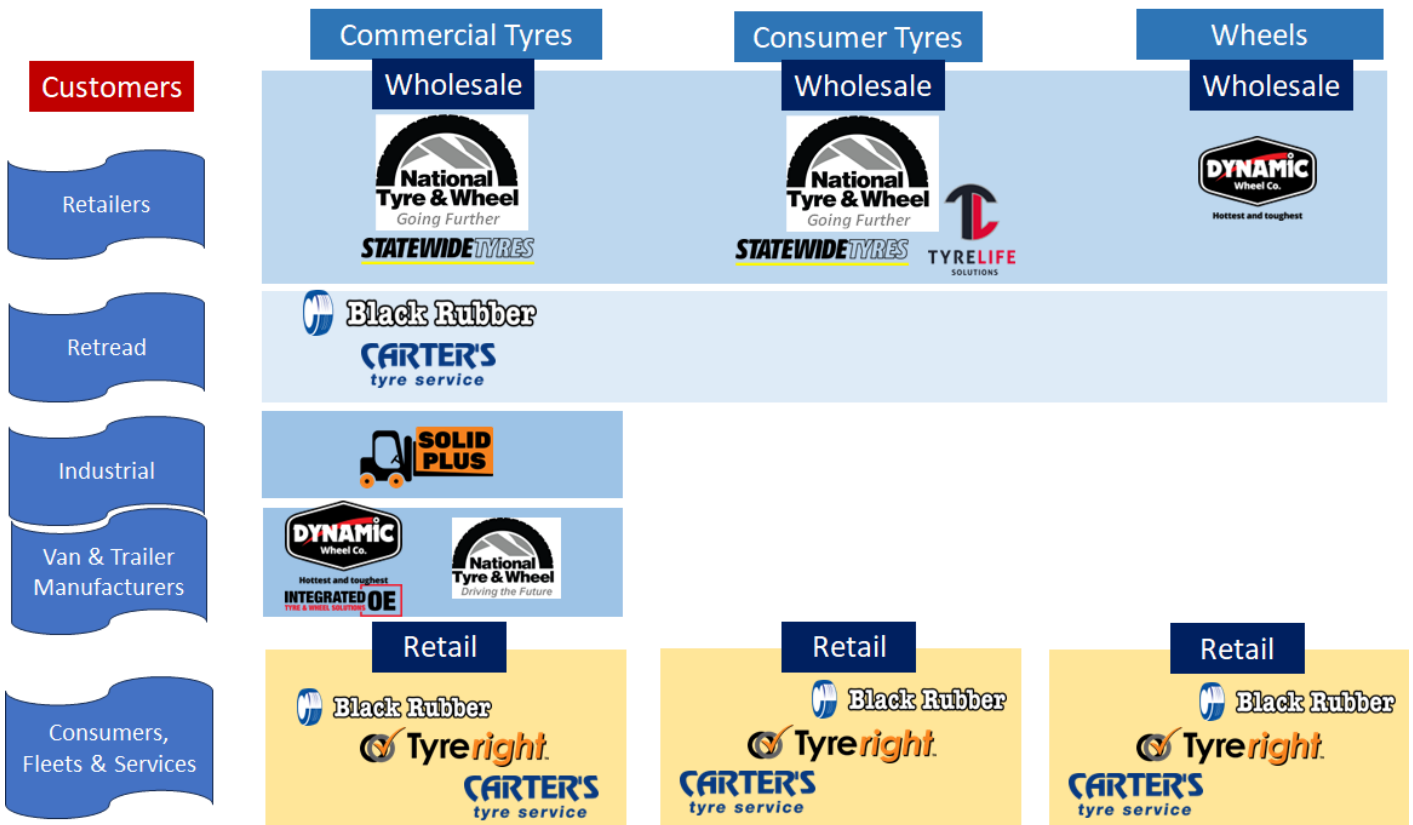 Commercial Tyres
Consumer Tyres
Wheels
Customers
Wholesale
Wholesale
Wholesale
Retailers
National
Tyre & Wheel
Going Further
STATEWIDETYRES
National
Tyre & Wheel
Going Further
STATEWIDETYRES
TYRELIFE
SOLUTIONS
DYNAMIC
Wheel Co.
Hottest and toughest
Retread
Black Rubber
CARTER'S
tyre service
Industrial
SOLID
PLUS
Van & Trailer
Manufacturers
DYNAMIC
Wheel Co.
Hottest and toughest
INTEGRATED OE
TYRE & WHEEL SOLUTIONS
National
Tyre & Wheel
Driving the Future
Retail
Retail
Retail
Consumers,
Fleets & Services
Black Rubber
Tyreright
CARTER'S
tyre service
Black Rubber
Tyreright
CARTER'S
tyre service
Black Rubber
Tyreright
CARTER'S
tyre service